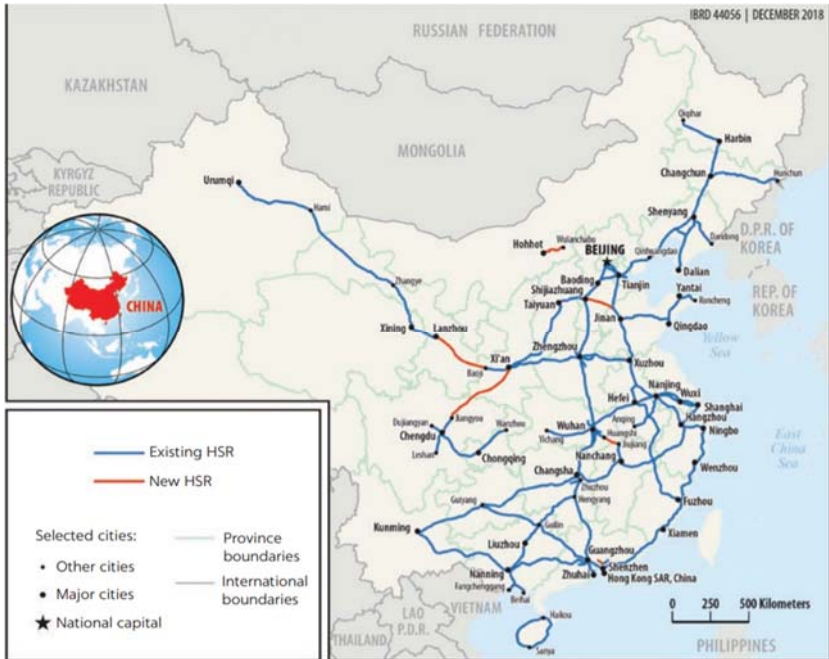 IBRD 44056 | DECEMBER 2018
RUSSIAN FEDERATION
KAZAKHSTAN
MONGOLIA
KYRGYZ
REPUBLIC
Qiqihar
Harbin
Changchun
Hunchun
Urumqi
Hami
Shenyang
D.P.R. OF
KOREA
Dandong
Hohhot
Wulanchabu
BEIJING
Qinhuangdao
Dalian
Baoding
Tianjin
Zhangye
Shijiazhuang
Yantai
REP. OF
KOREA
Taiyuan
Rongcheng
Jinan
Qingdao
Yellow
Sea
CHINA
Xining
Lanzhou
Zhengzhou
Baoji
Xi'an
Xuzhou
Nanjing
Hefei
Wuxi
Shanghai
Jiangyou
Dujiangyan
Wanzhou
Wuhan
Anqing
Hangzhou
Chengdu
Yichang
Huangshi
Ningbo
East
China
Sea
Leshan
Chongqing
Jiujiang
Nanchang
Changsha
Wenzhou
Zhuzhou
Hengyang
Guiyang
Fuzhou
Kunming
Guilin
Xiamen
Liuzhou
Guangzhou
Shenzhen
Nanning
Zhuhai
Hong Kong SAR, China
Fangchenggang
Beihai
VIETNAM
LAO
P.D.R.
Haikou
Sanya
THAILAND
PHILIPPINES
0 250 500 Kilometers
Existing HSR
New HSR
Selected cities:
Other cities
Major cities
National capital
Province
boundaries
International
boundaries